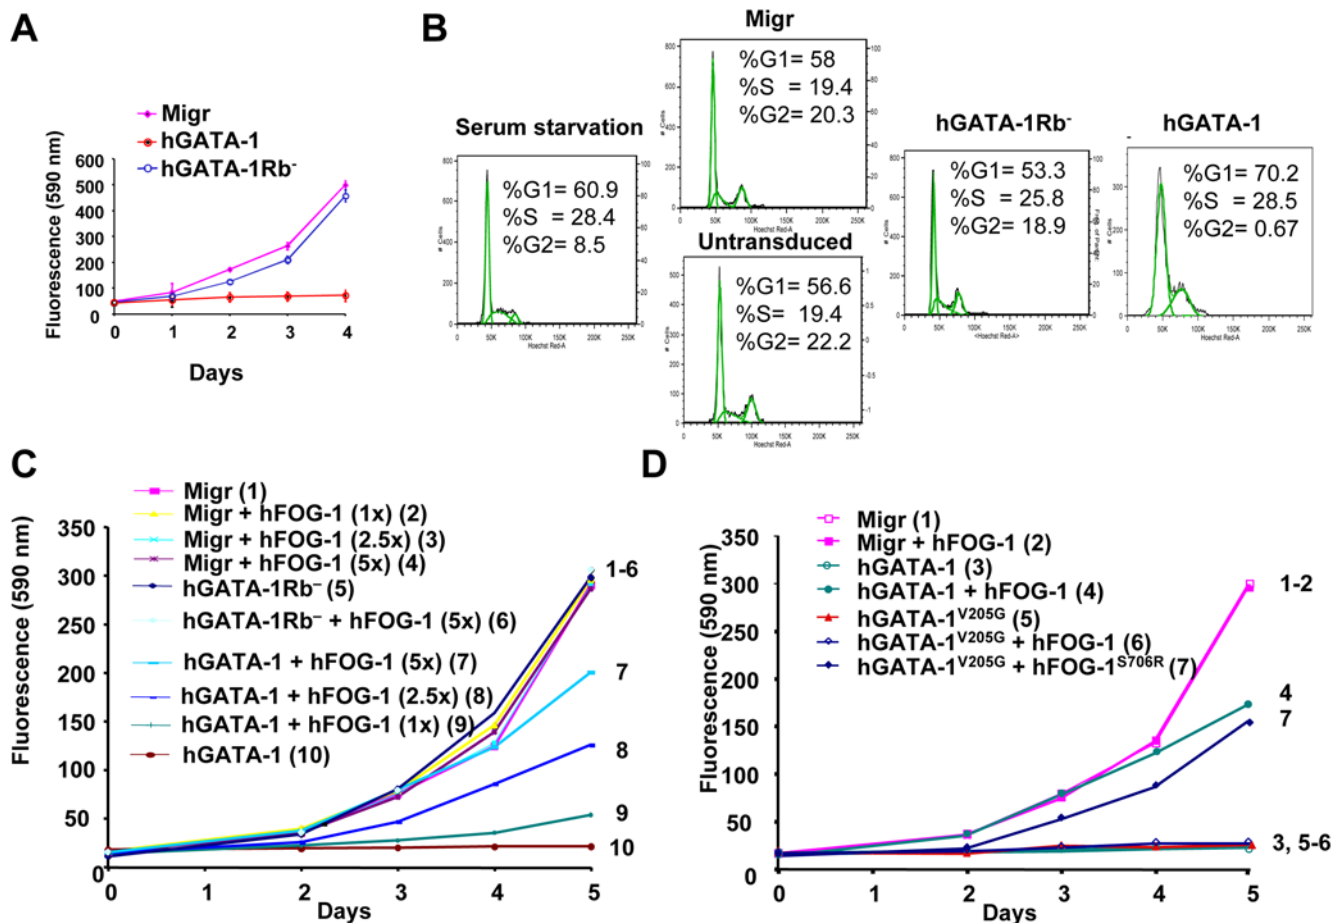 A
Migr
hGATA-1
hGATA-1Rb⁻
Fluorescence (590 nm)
600
500
400
300
200
100
0
0 1 2 3 4
Days
B
Serum starvation
%G1= 60.9
%S = 28.4
%G2= 8.5
Migr
%G1= 58
%S = 19.4
%G2= 20.3
Untransduced
%G1= 56.6
%S= 19.4
%G2= 22.2
hGATA-1Rb⁻
%G1= 53.3
%S = 25.8
%G2= 18.9
hGATA-1
%G1= 70.2
%S = 28.5
%G2= 0.67
C
Migr (1)
Migr + hFOG-1 (1x) (2)
Migr + hFOG-1 (2.5x) (3)
Migr + hFOG-1 (5x) (4)
hGATA-1Rb⁻ (5)
hGATA-1Rb⁻ + hFOG-1 (5x) (6)
hGATA-1 + hFOG-1 (5x) (7)
hGATA-1 + hFOG-1 (2.5x) (8)
hGATA-1 + hFOG-1 (1x) (9)
hGATA-1 (10)
Fluorescence (590 nm)
350
300
250
200
150
100
50
0
0 1 2 3 4 5
Days
1-6
7
8
9
10
D
Migr (1)
Migr + hFOG-1 (2)
hGATA-1 (3)
hGATA-1 + hFOG-1 (4)
hGATA-1ⱽ²⁰⁵ᴳ (5)
hGATA-1ⱽ²⁰⁵ᴳ + hFOG-1 (6)
hGATA-1ⱽ²⁰⁵ᴳ + hFOG-1ˢ⁷⁰⁶ᴿ (7)
Fluorescence (590 nm)
350
300
250
200
150
100
50
0
0 1 2 3 4 5
Days
1-2
4
7
3, 5-6